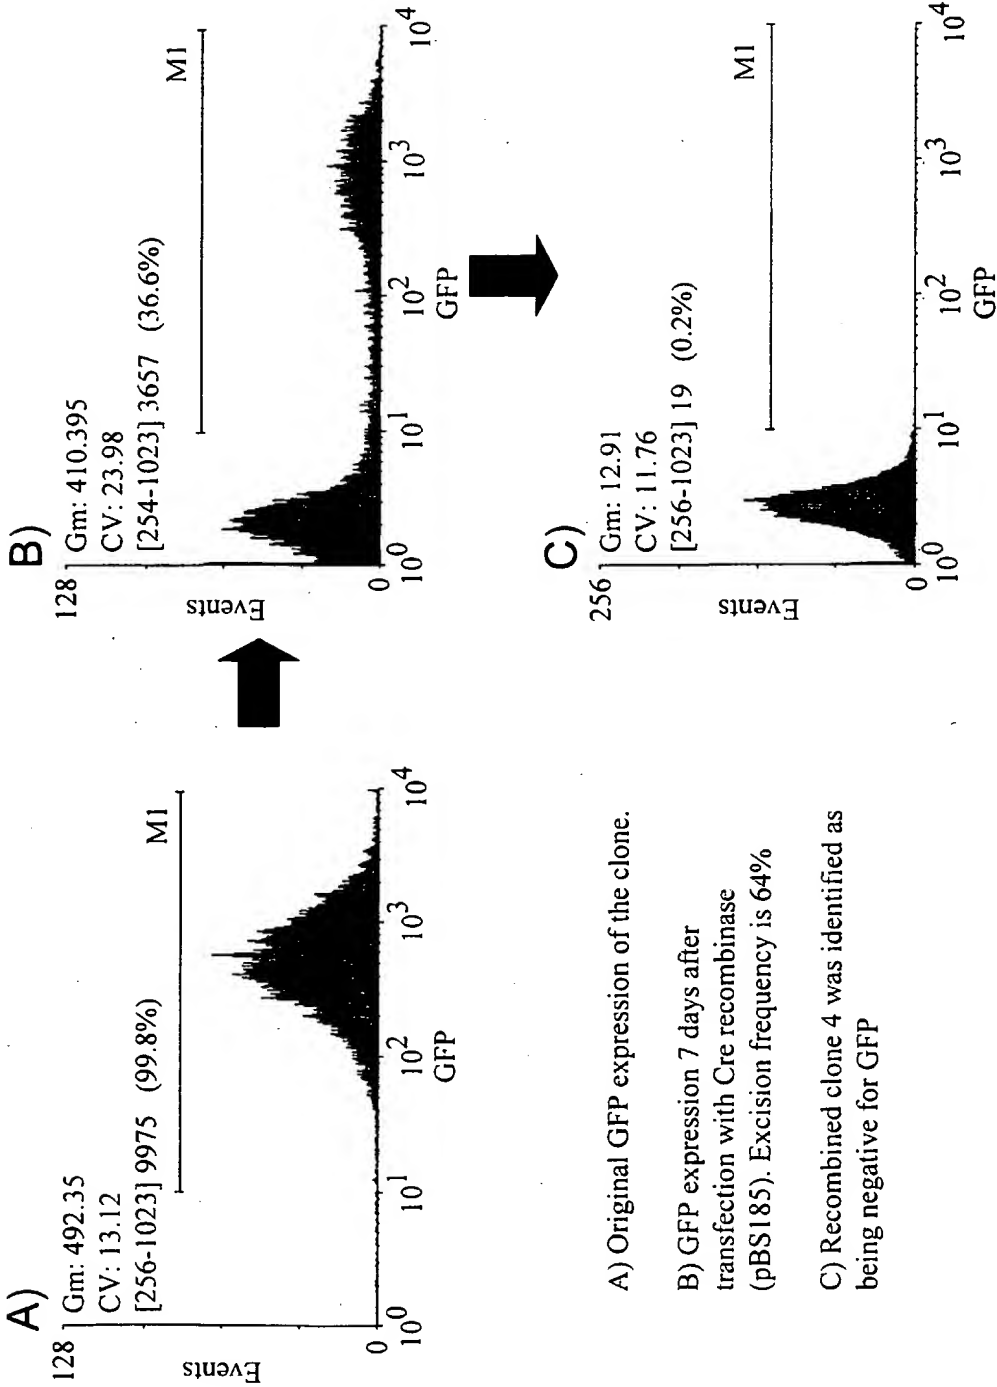 A)
Gm: 492.35
CV: 13.12
[256-1023] 9975 (99.8%)
128
Events
0
M1
10^0 10^1 10^2 10^3 10^4
GFP
B)
Gm: 410.395
CV: 23.98
[254-1023] 3657 (36.6%)
128
Events
0
M1
10^0 10^1 10^2 10^3 10^4
GFP
C)
Gm: 12.91
CV: 11.76
[256-1023] 19 (0.2%)
256
Events
0
M1
10^0 10^1 10^2 10^3 10^4
GFP
A) Original GFP expression of the clone.
B) GFP expression 7 days after
transfection with Cre recombinase
(pBS185). Excision frequency is 64%
C) Recombined clone 4 was identified as
being negative for GFP